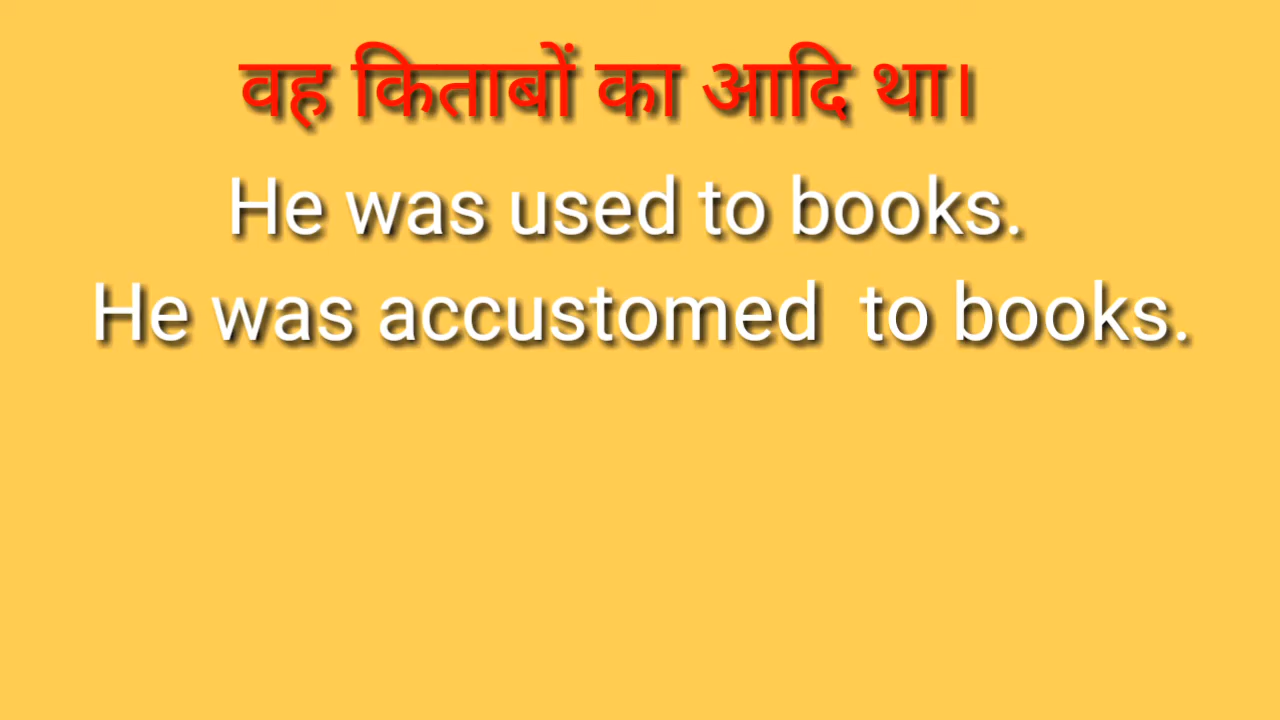 वह किताबों का आदि था।
He was used to books.
He was accustomed  to books.